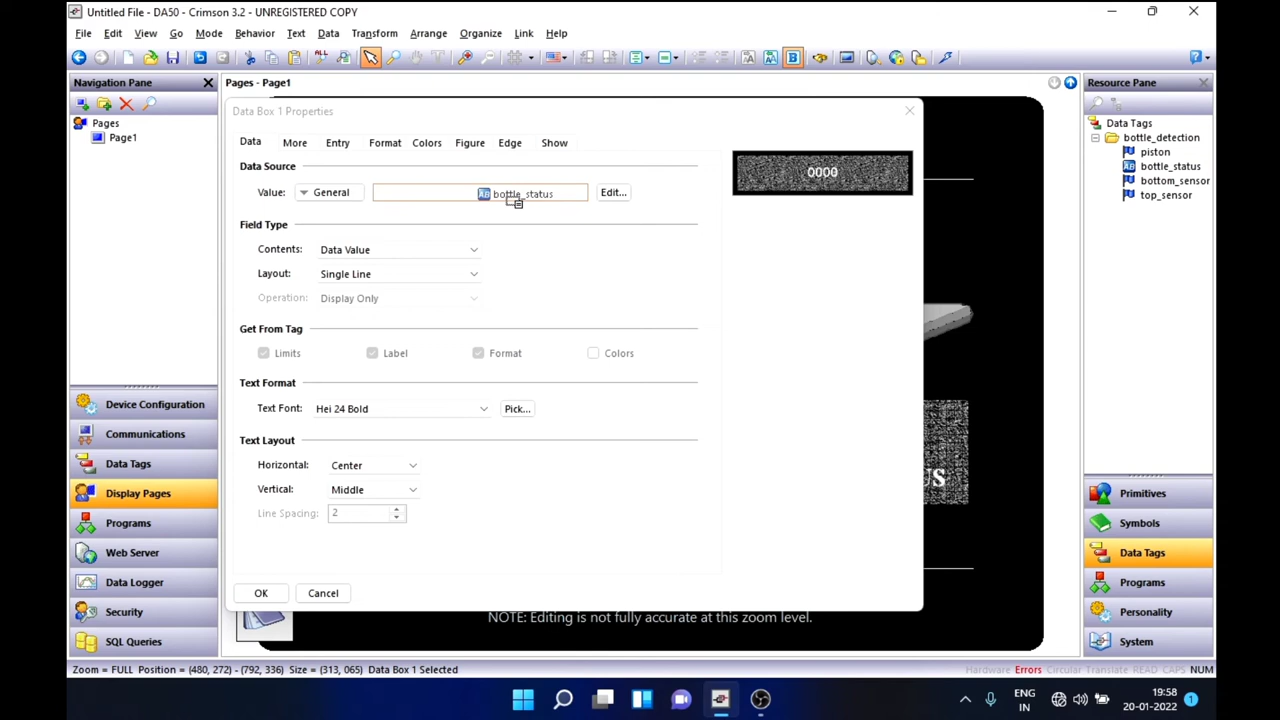 Untitled File - DA50 - Crimson 3.2 - UNREGISTERED COPY
File Edit View Go Mode Behavior Text Transform Data Arrange Organize Link Help
Navigation Pane
Pages - Page1
Resource Pane
Pages
Page1
Data Tags
bottle_detection
piston
bottle_status
bottom_sensor
top_sensor
Data Box 1 Properties
Data More Entry Format Colors Figure Edge Show
Data Source
Value: General bottle_status Edit...
0000
Field Type
Contents: Data Value
Layout: Single Line
Operation: Display Only
Get From Tag
Limits Label Format Colors
Text Format
Text Font: Hei 24 Bold Pick...
Text Layout
Horizontal: Center
Vertical: Middle
Line Spacing: 2
OK Cancel
US
NOTE: Editing is not fully accurate at this zoom level.
Device Configuration
Communications
Data Tags
Display Pages
Programs
Web Server
Data Logger
Security
SQL Queries
Primitives
Symbols
Data Tags
Programs
Personality
System
Zoom = FULL Position = (480, 272) - (792, 336) Size = (313, 065) Data Box 1 Selected
Hardware Errors Circular Translate READ CAPS NUM
ENG
IN
19:58
20-01-2022
1